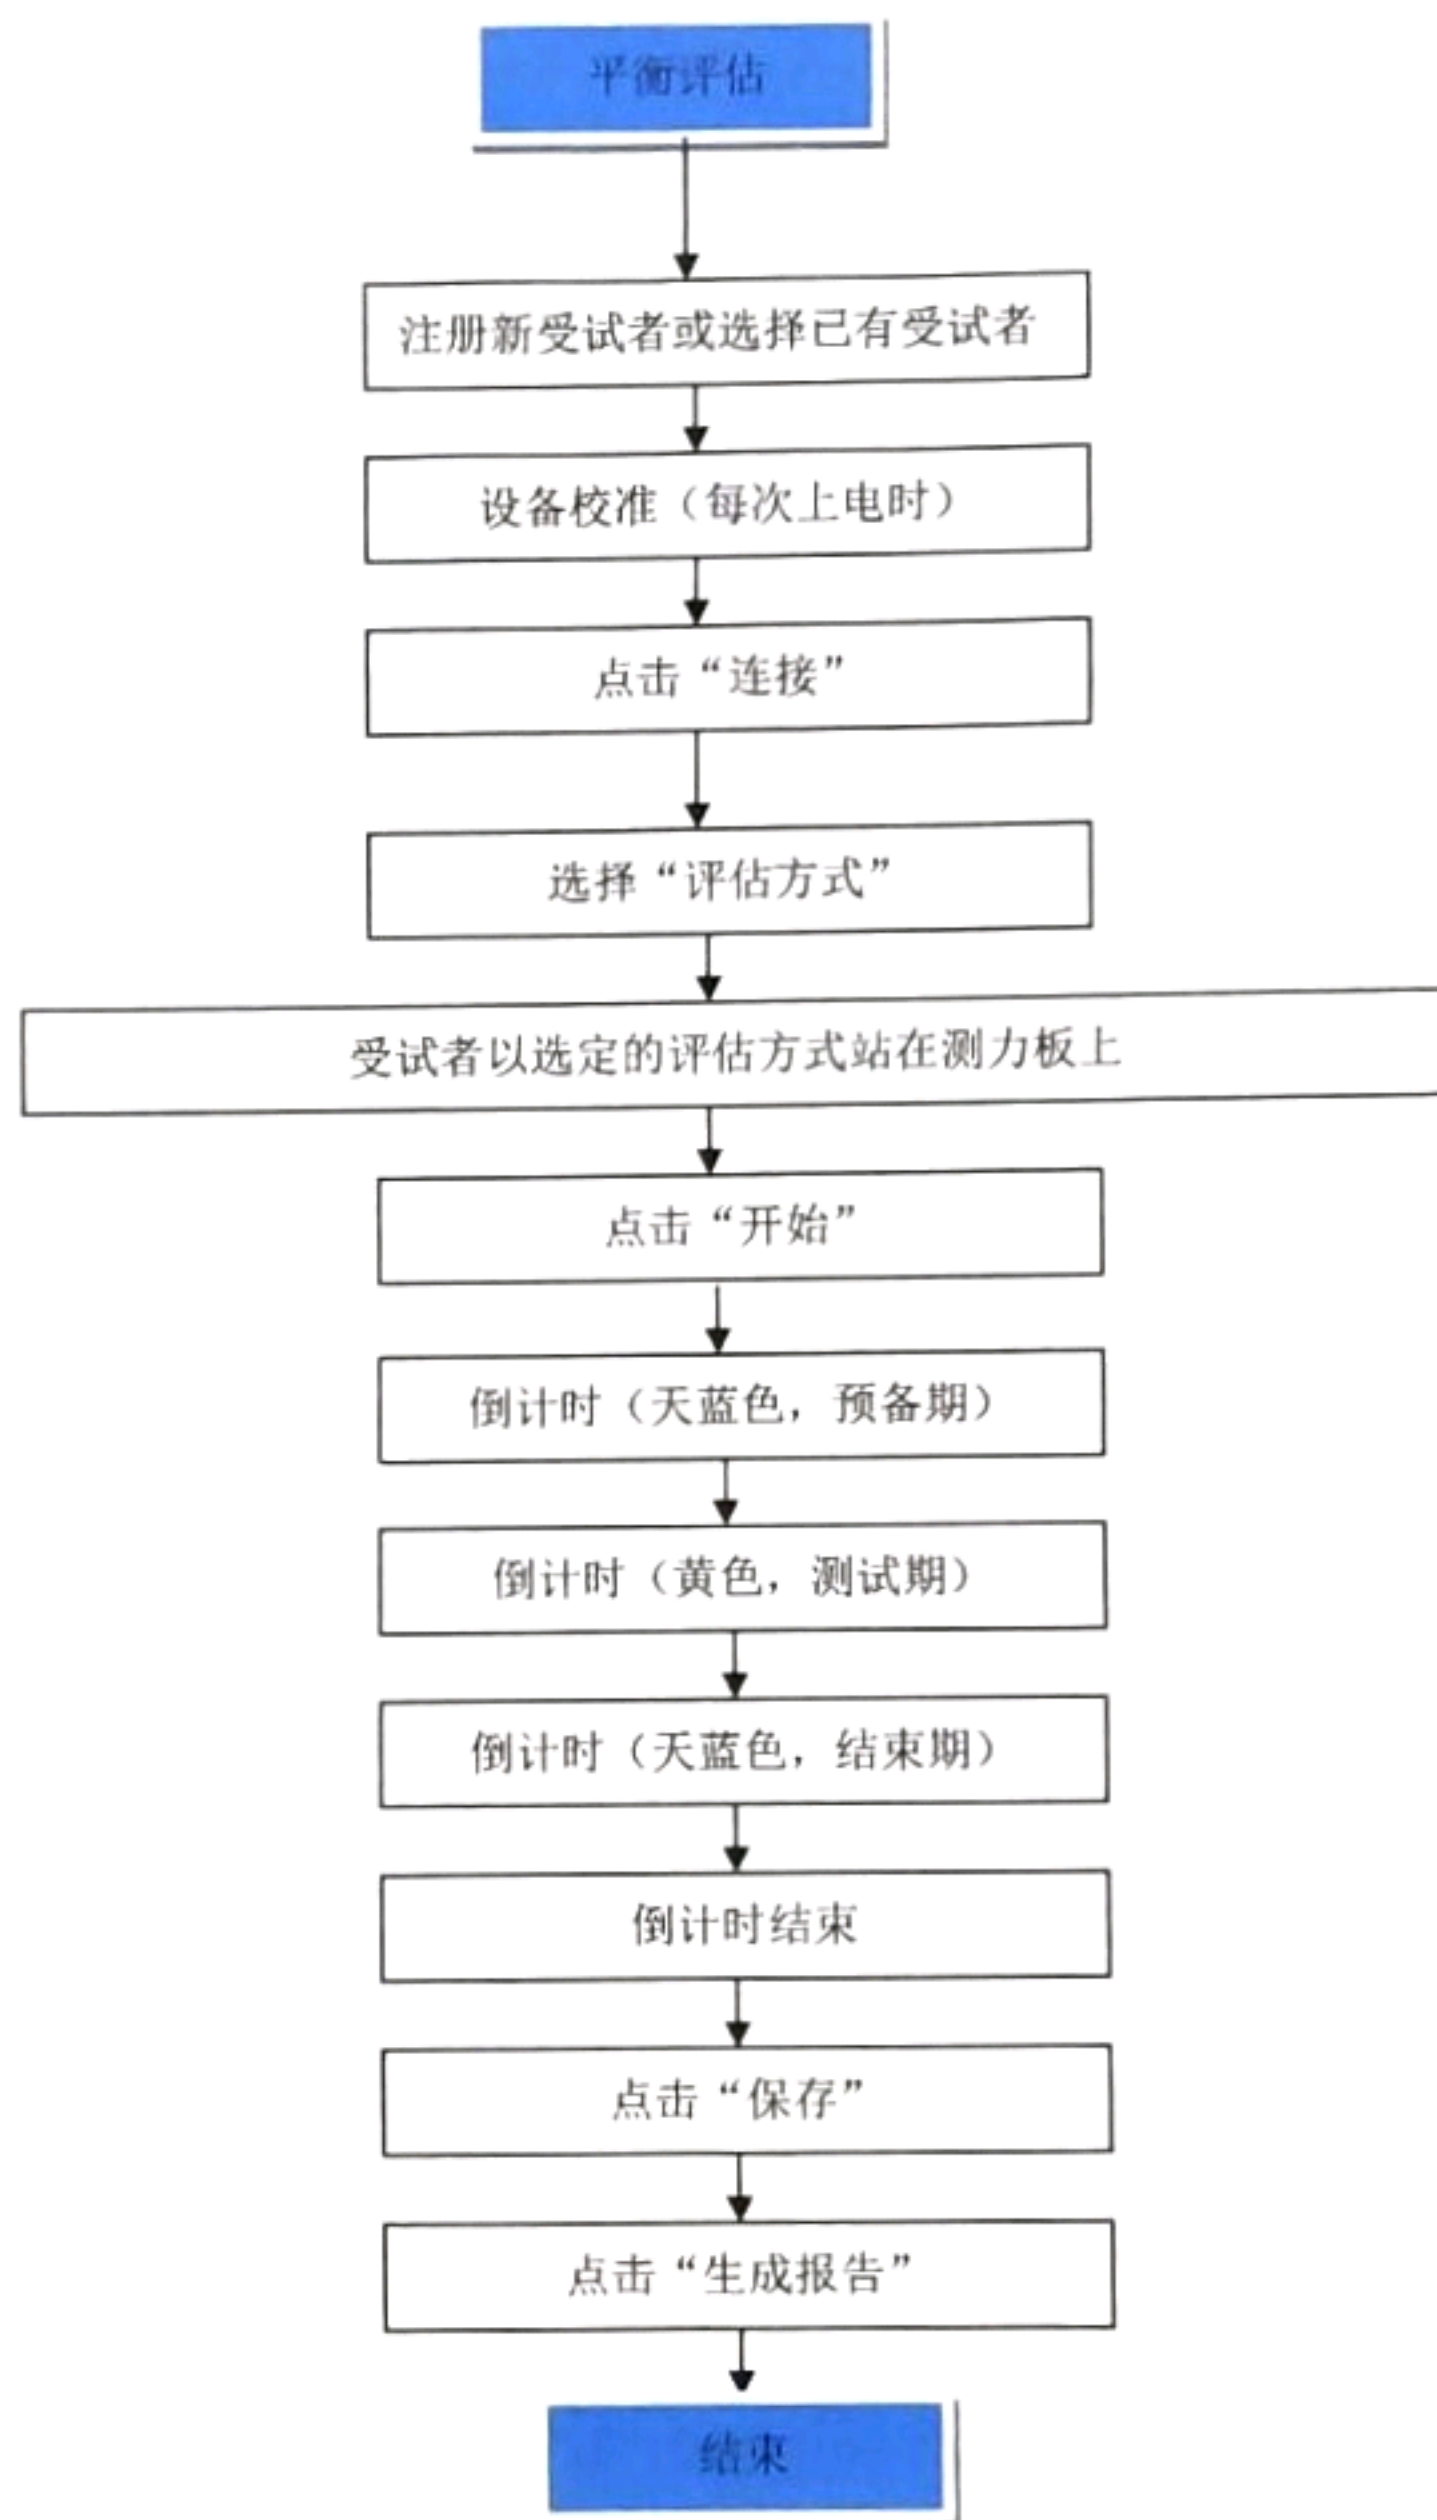 平衡评估
注册新受试者或选择已有受试者
设备校准（每次上电时）
点击“连接”
选择“评估方式”
受试者以选定的评估方式站在测力板上
点击“开始”
倒计时（天蓝色，预备期）
倒计时（黄色，测试期）
倒计时（天蓝色，结束期）
倒计时结束
点击“保存”
点击“生成报告”
结束